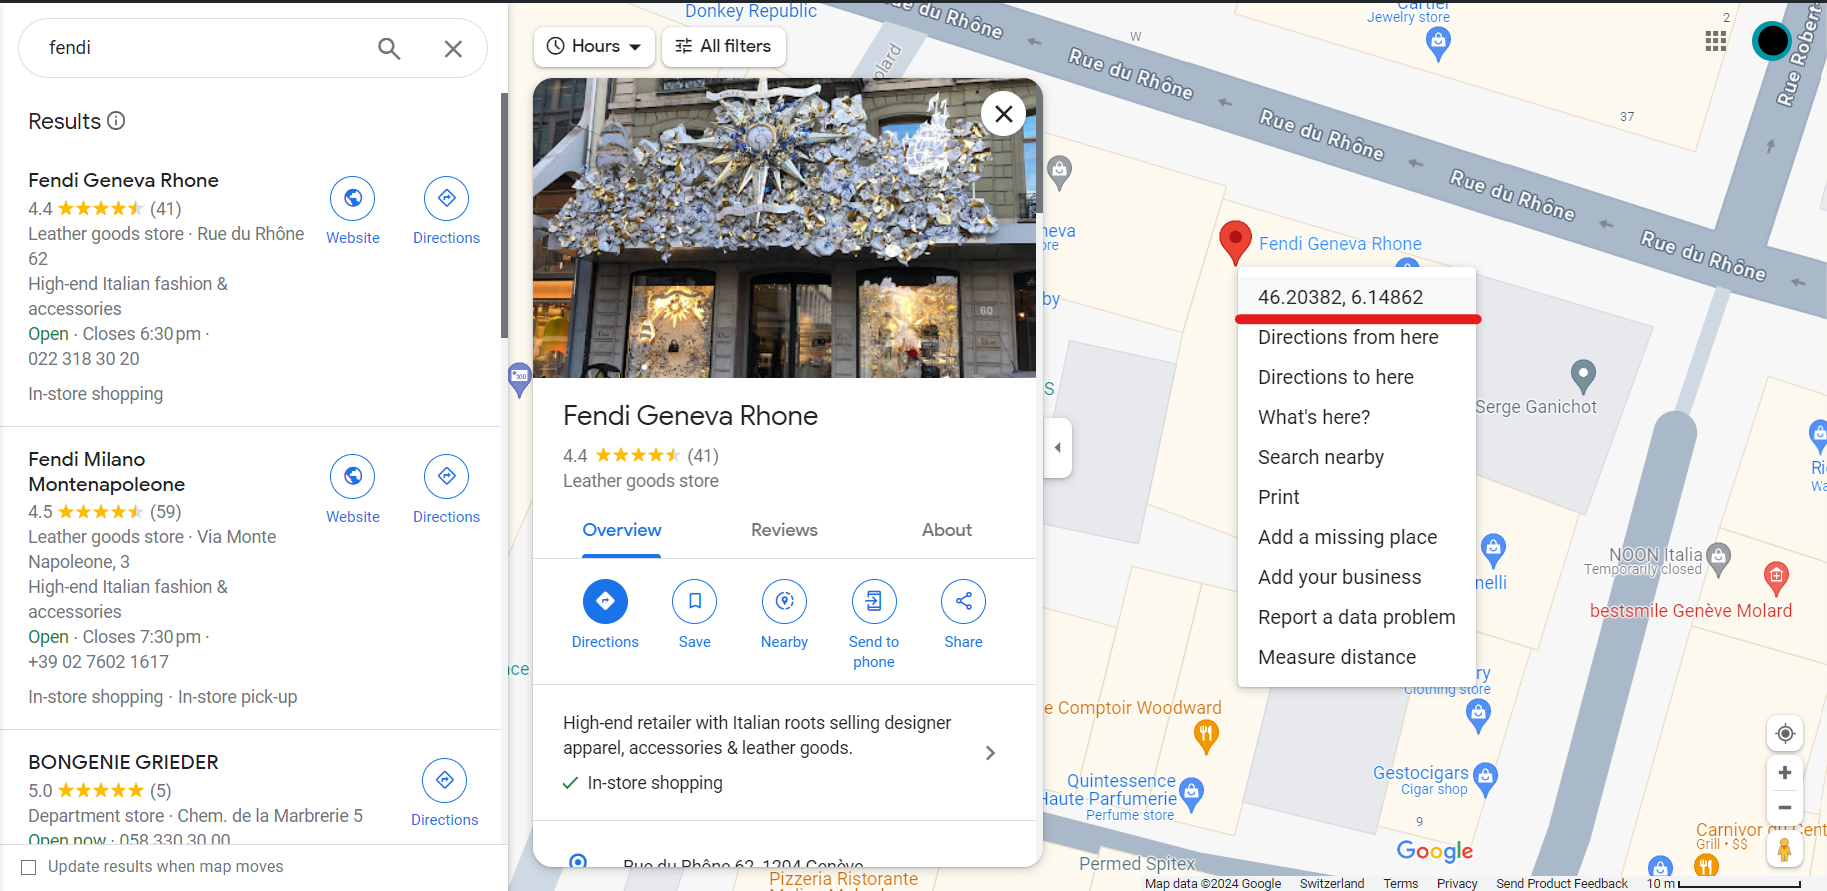 fendi
Results
Fendi Geneva Rhone
4.4 (41)
Leather goods store · Rue du Rhône
62
High-end Italian fashion &
accessories
Open · Closes 6:30 pm ·
022 318 30 20
In-store shopping
Website
Directions
Fendi Milano
Montenapoleone
4.5 (59)
Leather goods store · Via Monte
Napoleone, 3
High-end Italian fashion &
accessories
Open · Closes 7:30 pm ·
+39 02 7602 1617
In-store shopping · In-store pick-up
Website
Directions
BONGENIE GRIEDER
5.0 (5)
Department store · Chem. de la Marbrerie 5
Open now · 058 330 30 00
Directions
Update results when map moves
Hours
All filters
60
Fendi Geneva Rhone
4.4 (41)
Leather goods store
Overview
Reviews
About
Directions
Save
Nearby
Send to
phone
Share
High-end retailer with Italian roots selling designer
apparel, accessories & leather goods.
In-store shopping
Rue du Rhône 62, 1204 Genève
Donkey Republic
du Rhône
Rue du Rhône
Rue du Rhône
Rue du Rhône
Rue du Rhône
W
Cartier
Jewelry store
2
37
Fendi Geneva Rhone
46.20382, 6.14862
Directions from here
Directions to here
What's here?
Search nearby
Print
Add a missing place
Add your business
Report a data problem
Measure distance
by
S
Serge Ganichot
NOON Italia
Temporarily closed
bestsmile Genève Molard
Clothing store
Comptoir Woodward
Quintessence
Haute Parfumerie
Perfume store
Gestocigars
Cigar shop
9
Permed Spitex
Pizzeria Ristorante
Carnivor
Grill • $$
Google
Map data ©2024 Google
Switzerland
Terms
Privacy
Send Product Feedback
10 m